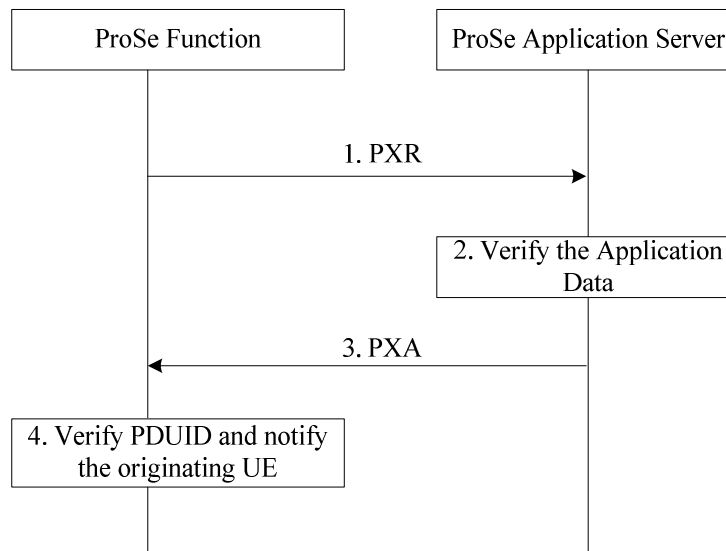 ProSe Function
ProSe Application Server
1. PXR
2. Verify the Application
Data
3. PXA
4. Verify PDUID and notify
the originating UE